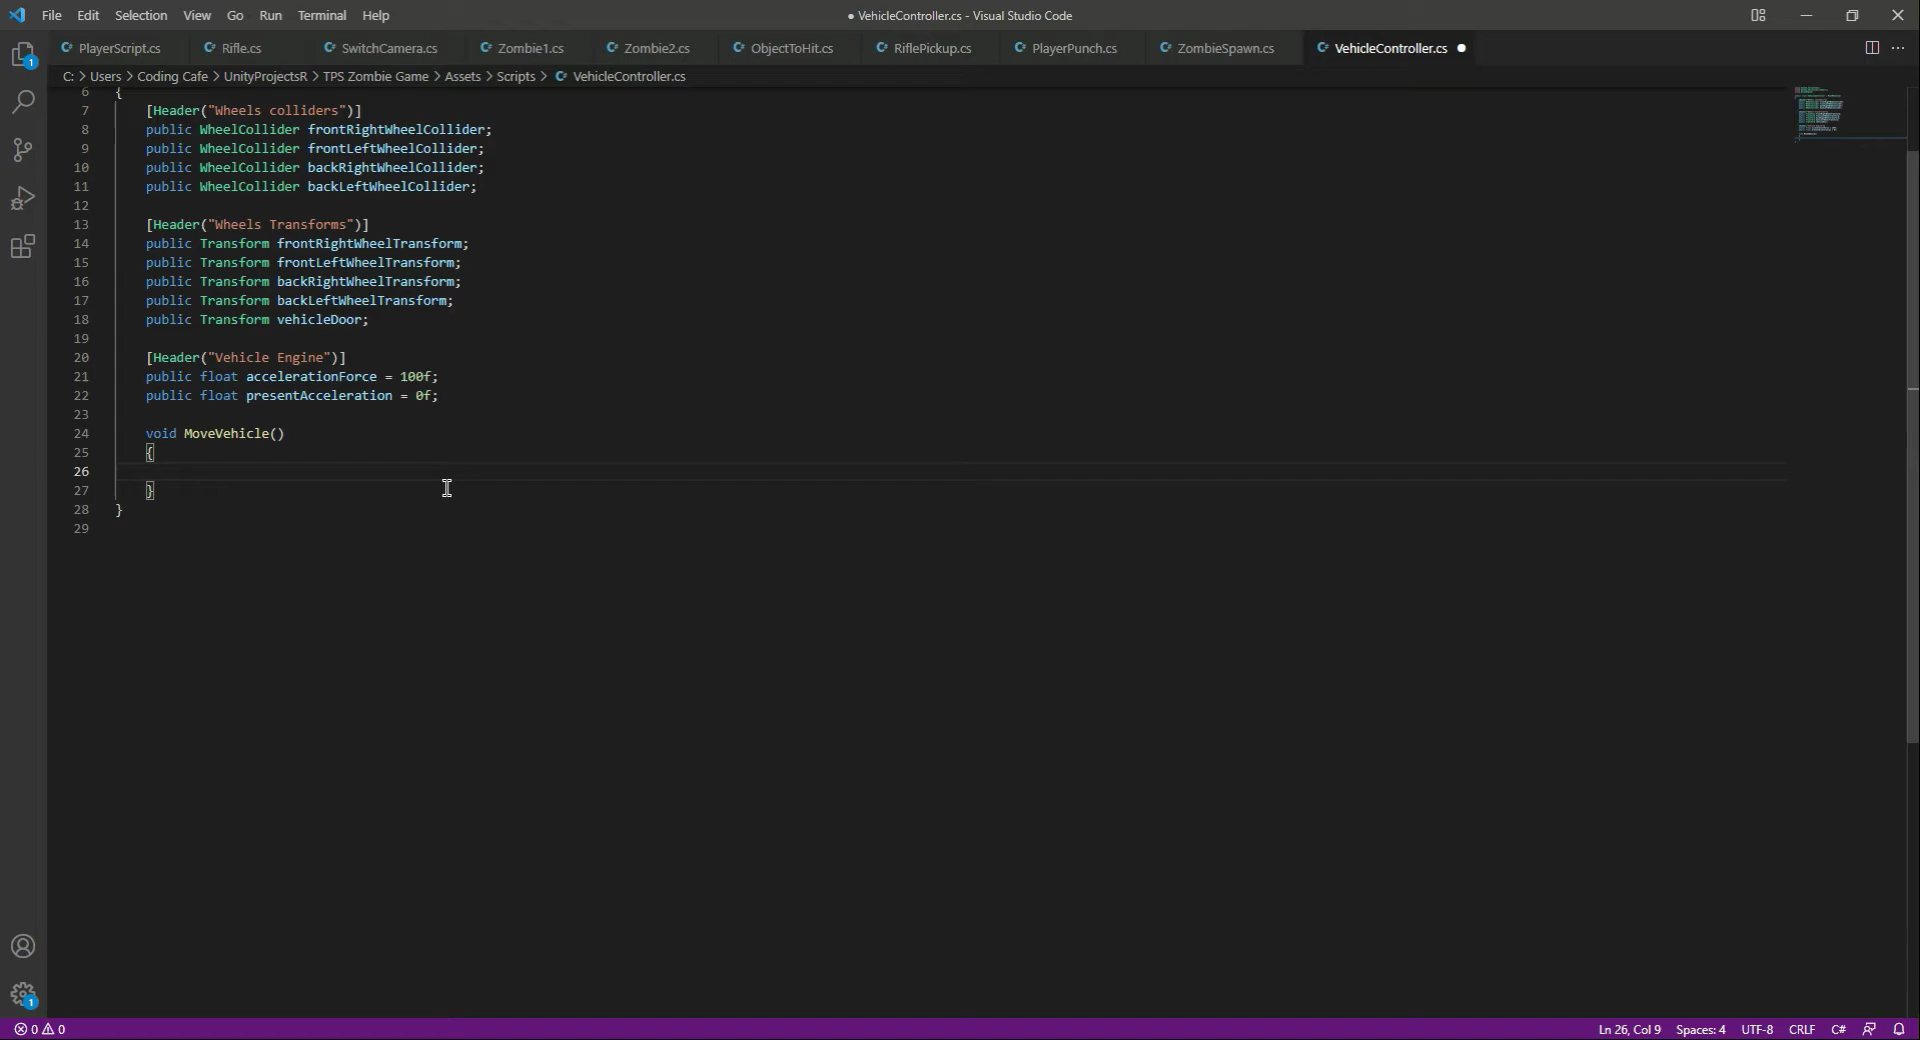 File Edit Selection View Go Run Terminal Help
● VehicleController.cs - Visual Studio Code
PlayerScript.cs Rifle.cs SwitchCamera.cs Zombie1.cs Zombie2.cs ObjectToHit.cs RiflePickup.cs PlayerPunch.cs ZombieSpawn.cs VehicleController.cs ●
C: > Users > Coding Cafe > UnityProjectsR > TPS Zombie Game > Assets > Scripts > VehicleController.cs
6 {
7 [Header("Wheels colliders")]
8 public WheelCollider frontRightWheelCollider;
9 public WheelCollider frontLeftWheelCollider;
10 public WheelCollider backRightWheelCollider;
11 public WheelCollider backLeftWheelCollider;
12
13 [Header("Wheels Transforms")]
14 public Transform frontRightWheelTransform;
15 public Transform frontLeftWheelTransform;
16 public Transform backRightWheelTransform;
17 public Transform backLeftWheelTransform;
18 public Transform vehicleDoor;
19
20 [Header("Vehicle Engine")]
21 public float accelerationForce = 100f;
22 public float presentAcceleration = 0f;
23
24 void MoveVehicle()
25 {
26
27 }
28 }
29
1
1
0 0 Ln 26, Col 9 Spaces: 4 UTF-8 CRLF C#